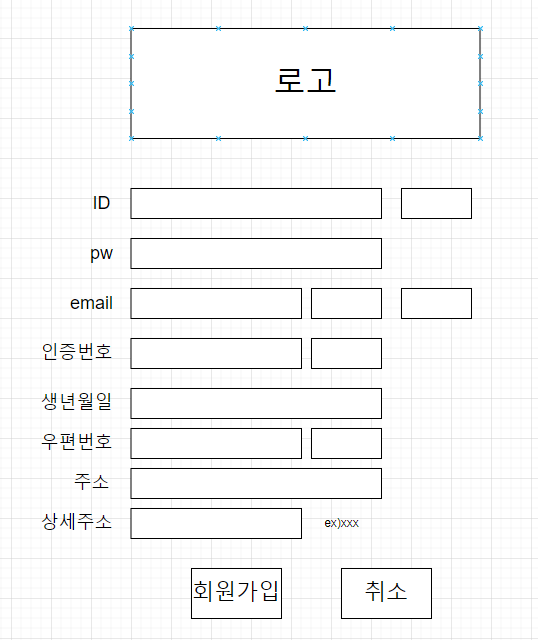 로고
ID
pw
email
인증번호
생년월일
우편번호
주소
상세주소 ex)xxx
회원가입 취소